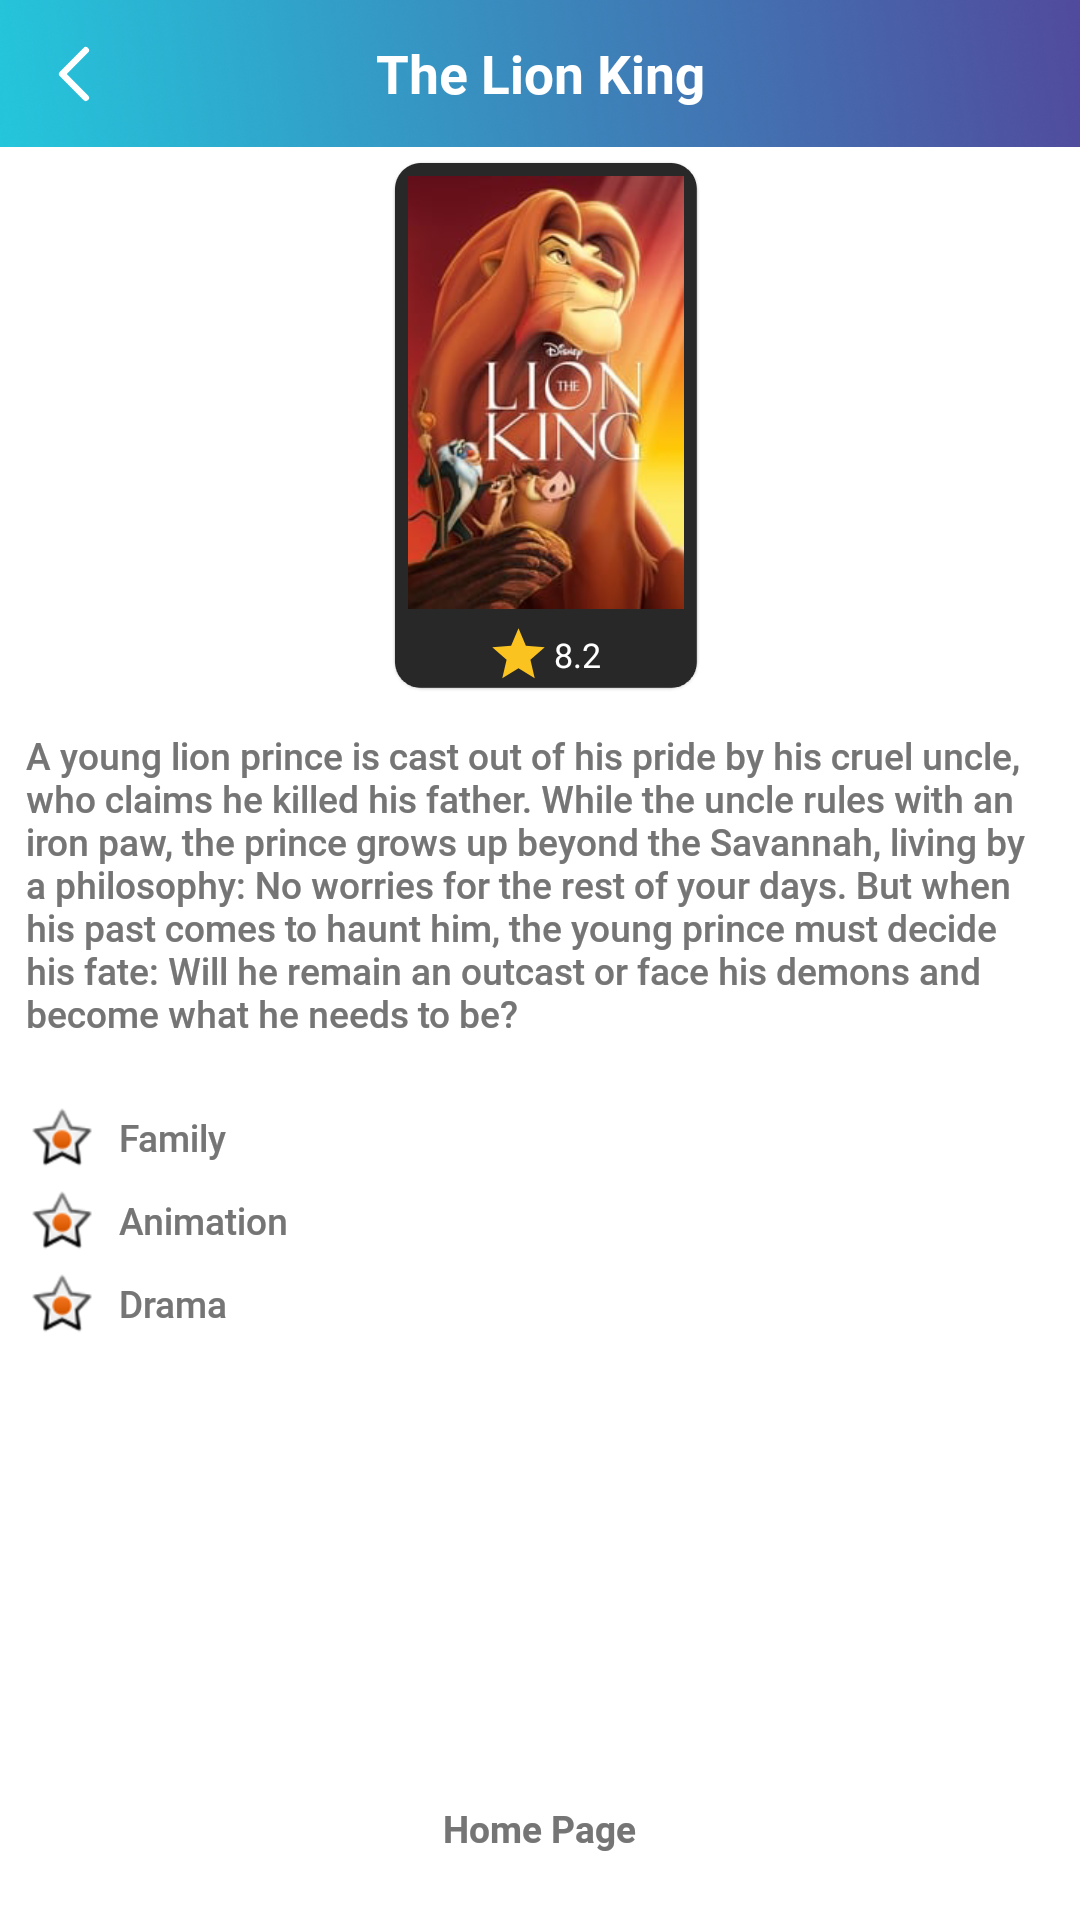 The Lion King
Disney
THE
LION
KING
8.2
A young lion prince is cast out of his pride by his cruel uncle,
who claims he killed his father. While the uncle rules with an
iron paw, the prince grows up beyond the Savannah, living by
a philosophy: No worries for the rest of your days. But when
his past comes to haunt him, the young prince must decide
his fate: Will he remain an outcast or face his demons and
become what he needs to be?
Family
Animation
Drama
Home Page